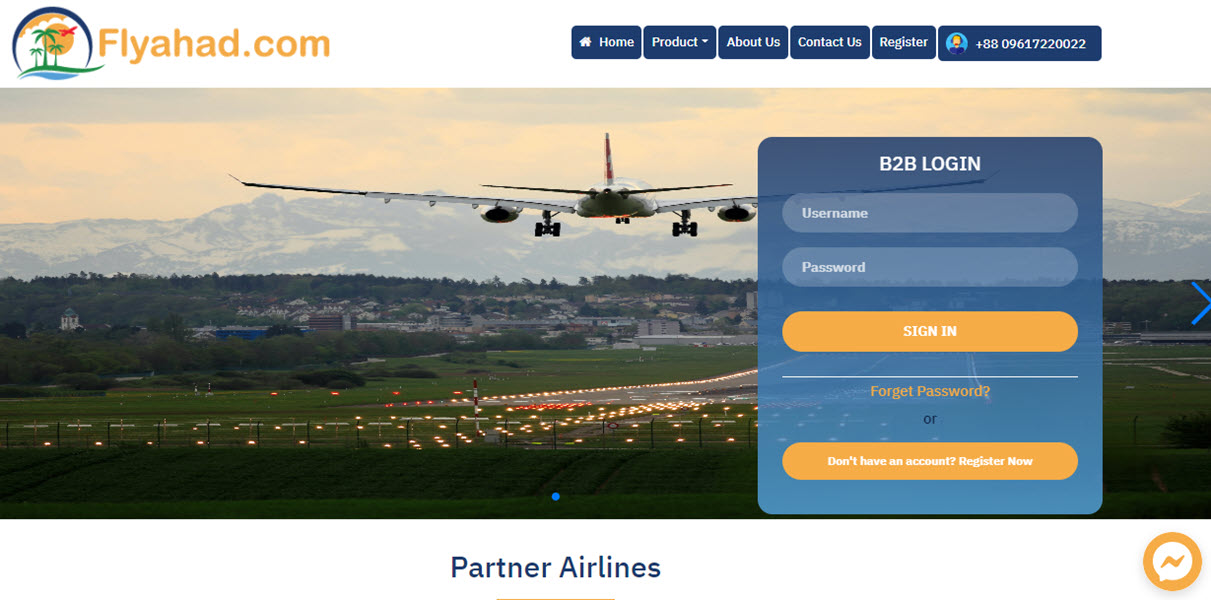 Flyahad.com
Home
Product
About Us
Contact Us
Register
+88 09617220022
B2B LOGIN
Username
Password
SIGN IN
Forget Password?
or
Don't have an account? Register Now
Partner Airlines